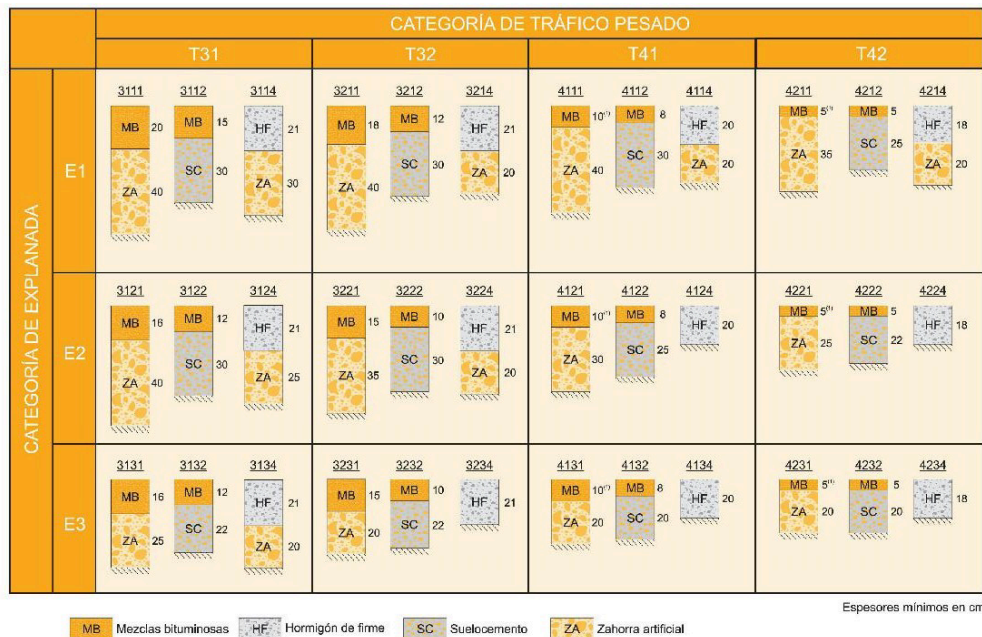 CATEGORÍA DE TRÁFICO PESADO
T31 T32 T41 T42
CATEGORÍA DE EXPLANADA
E1
3111 3112 3114 3211 3212 3214 4111 4112 4114 4211 4212 4214
MB 20 MB 15 HF 21 MB 18 MB 12 HF 21 MB 10(*) MB 8 HF 20 MB 5(*) MB 5 HF 18
ZA 40 SC 30 ZA 30 ZA 40 SC 30 ZA 20 ZA 40 SC 30 ZA 20 ZA 35 SC 25 ZA 20
E2
3121 3122 3124 3221 3222 3224 4121 4122 4124 4221 4222 4224
MB 16 MB 12 HF 21 MB 15 MB 10 HF 21 MB 10(*) MB 8 HF 20 MB 5(*) MB 5 HF 18
ZA 40 SC 30 ZA 25 ZA 35 SC 30 ZA 20 ZA 30 SC 25 ZA 25 SC 22
E3
3131 3132 3134 3231 3232 3234 4131 4132 4134 4231 4232 4234
MB 16 MB 12 HF 21 MB 15 MB 10 HF 21 MB 10(*) MB 8 HF 20 MB 5(*) MB 5 HF 18
ZA 25 SC 22 ZA 20 ZA 20 SC 22 ZA 20 SC 20 ZA 20 SC 20
Espesores mínimos en cm
MB Mezclas bituminosas HF Hormigón de firme SC Suelocemento ZA Zahorra artificial